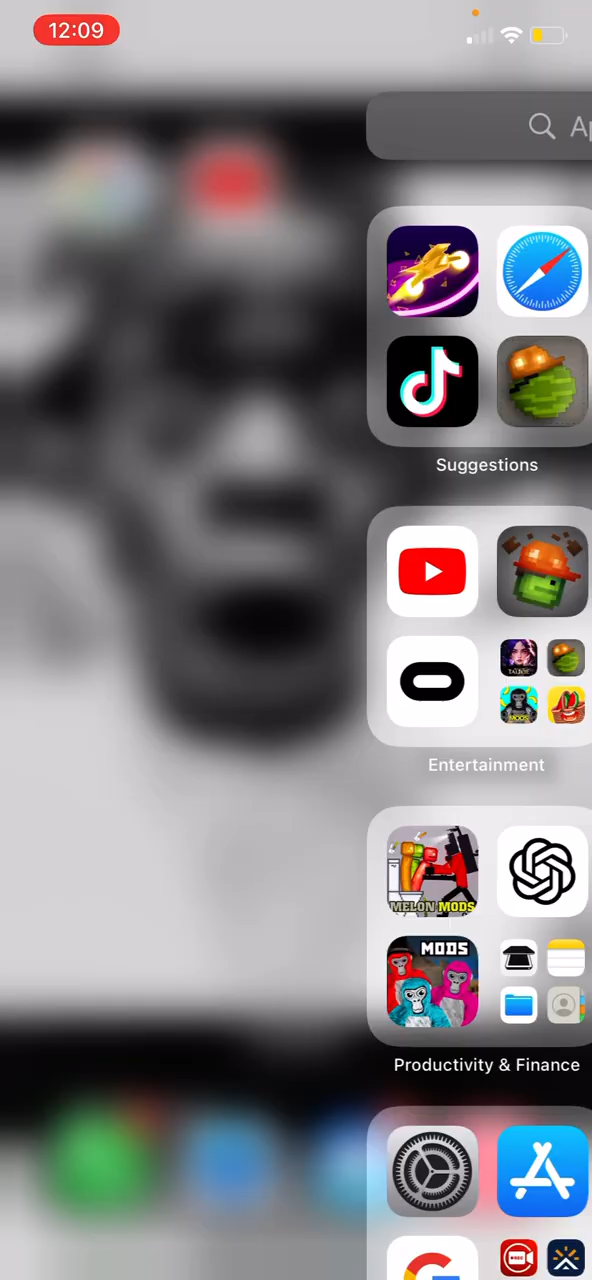 12:09
Suggestions
Entertainment
MELON MODS
MODS
Productivity & Finance